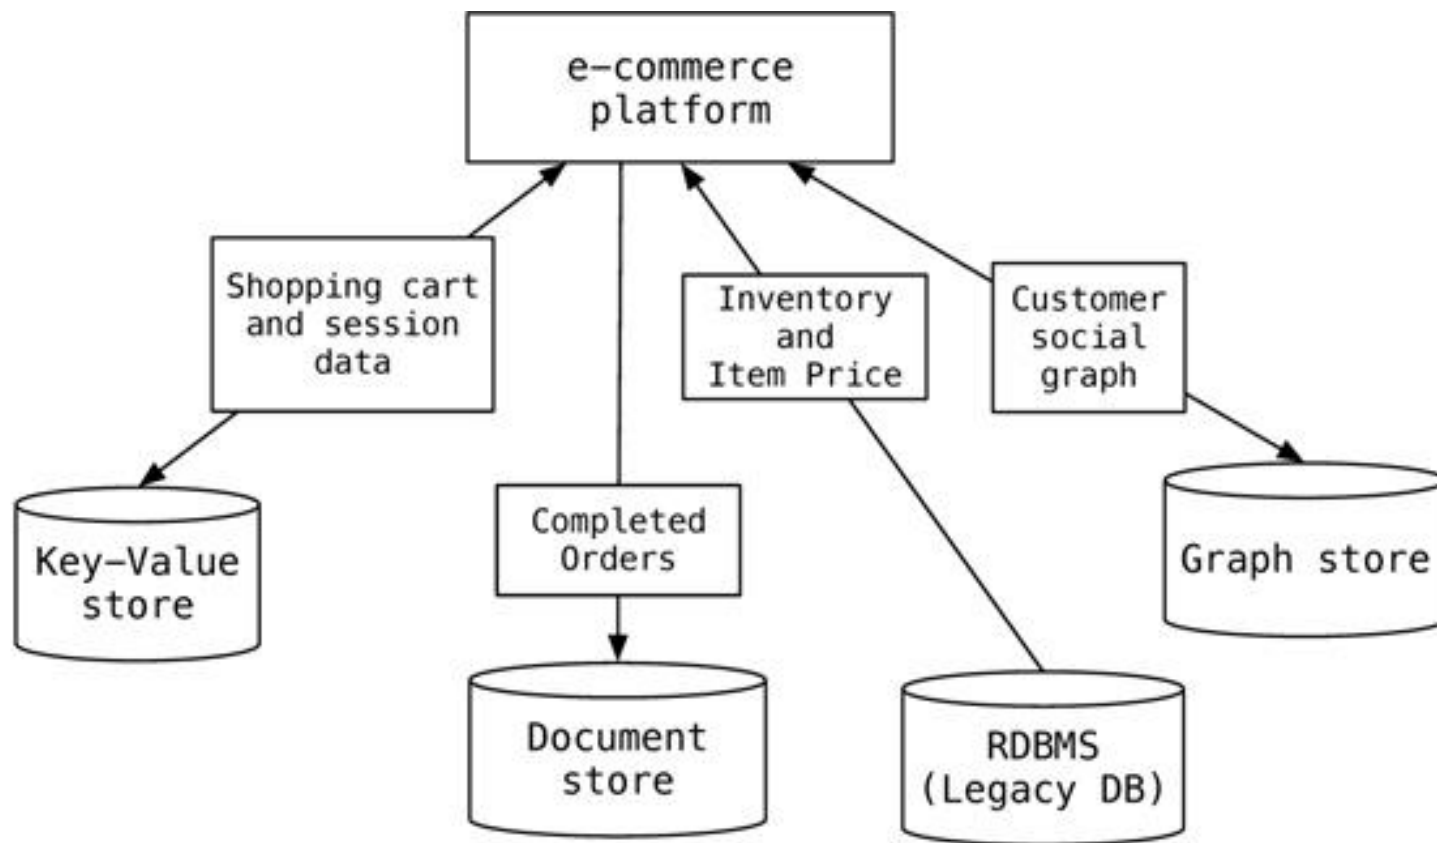 e-commerce
platform
Shopping cart
and session
data
Inventory
and
Item Price
Customer
social
graph
Completed
Orders
Key-Value
store
Graph store
Document
store
RDBMS
(Legacy DB)